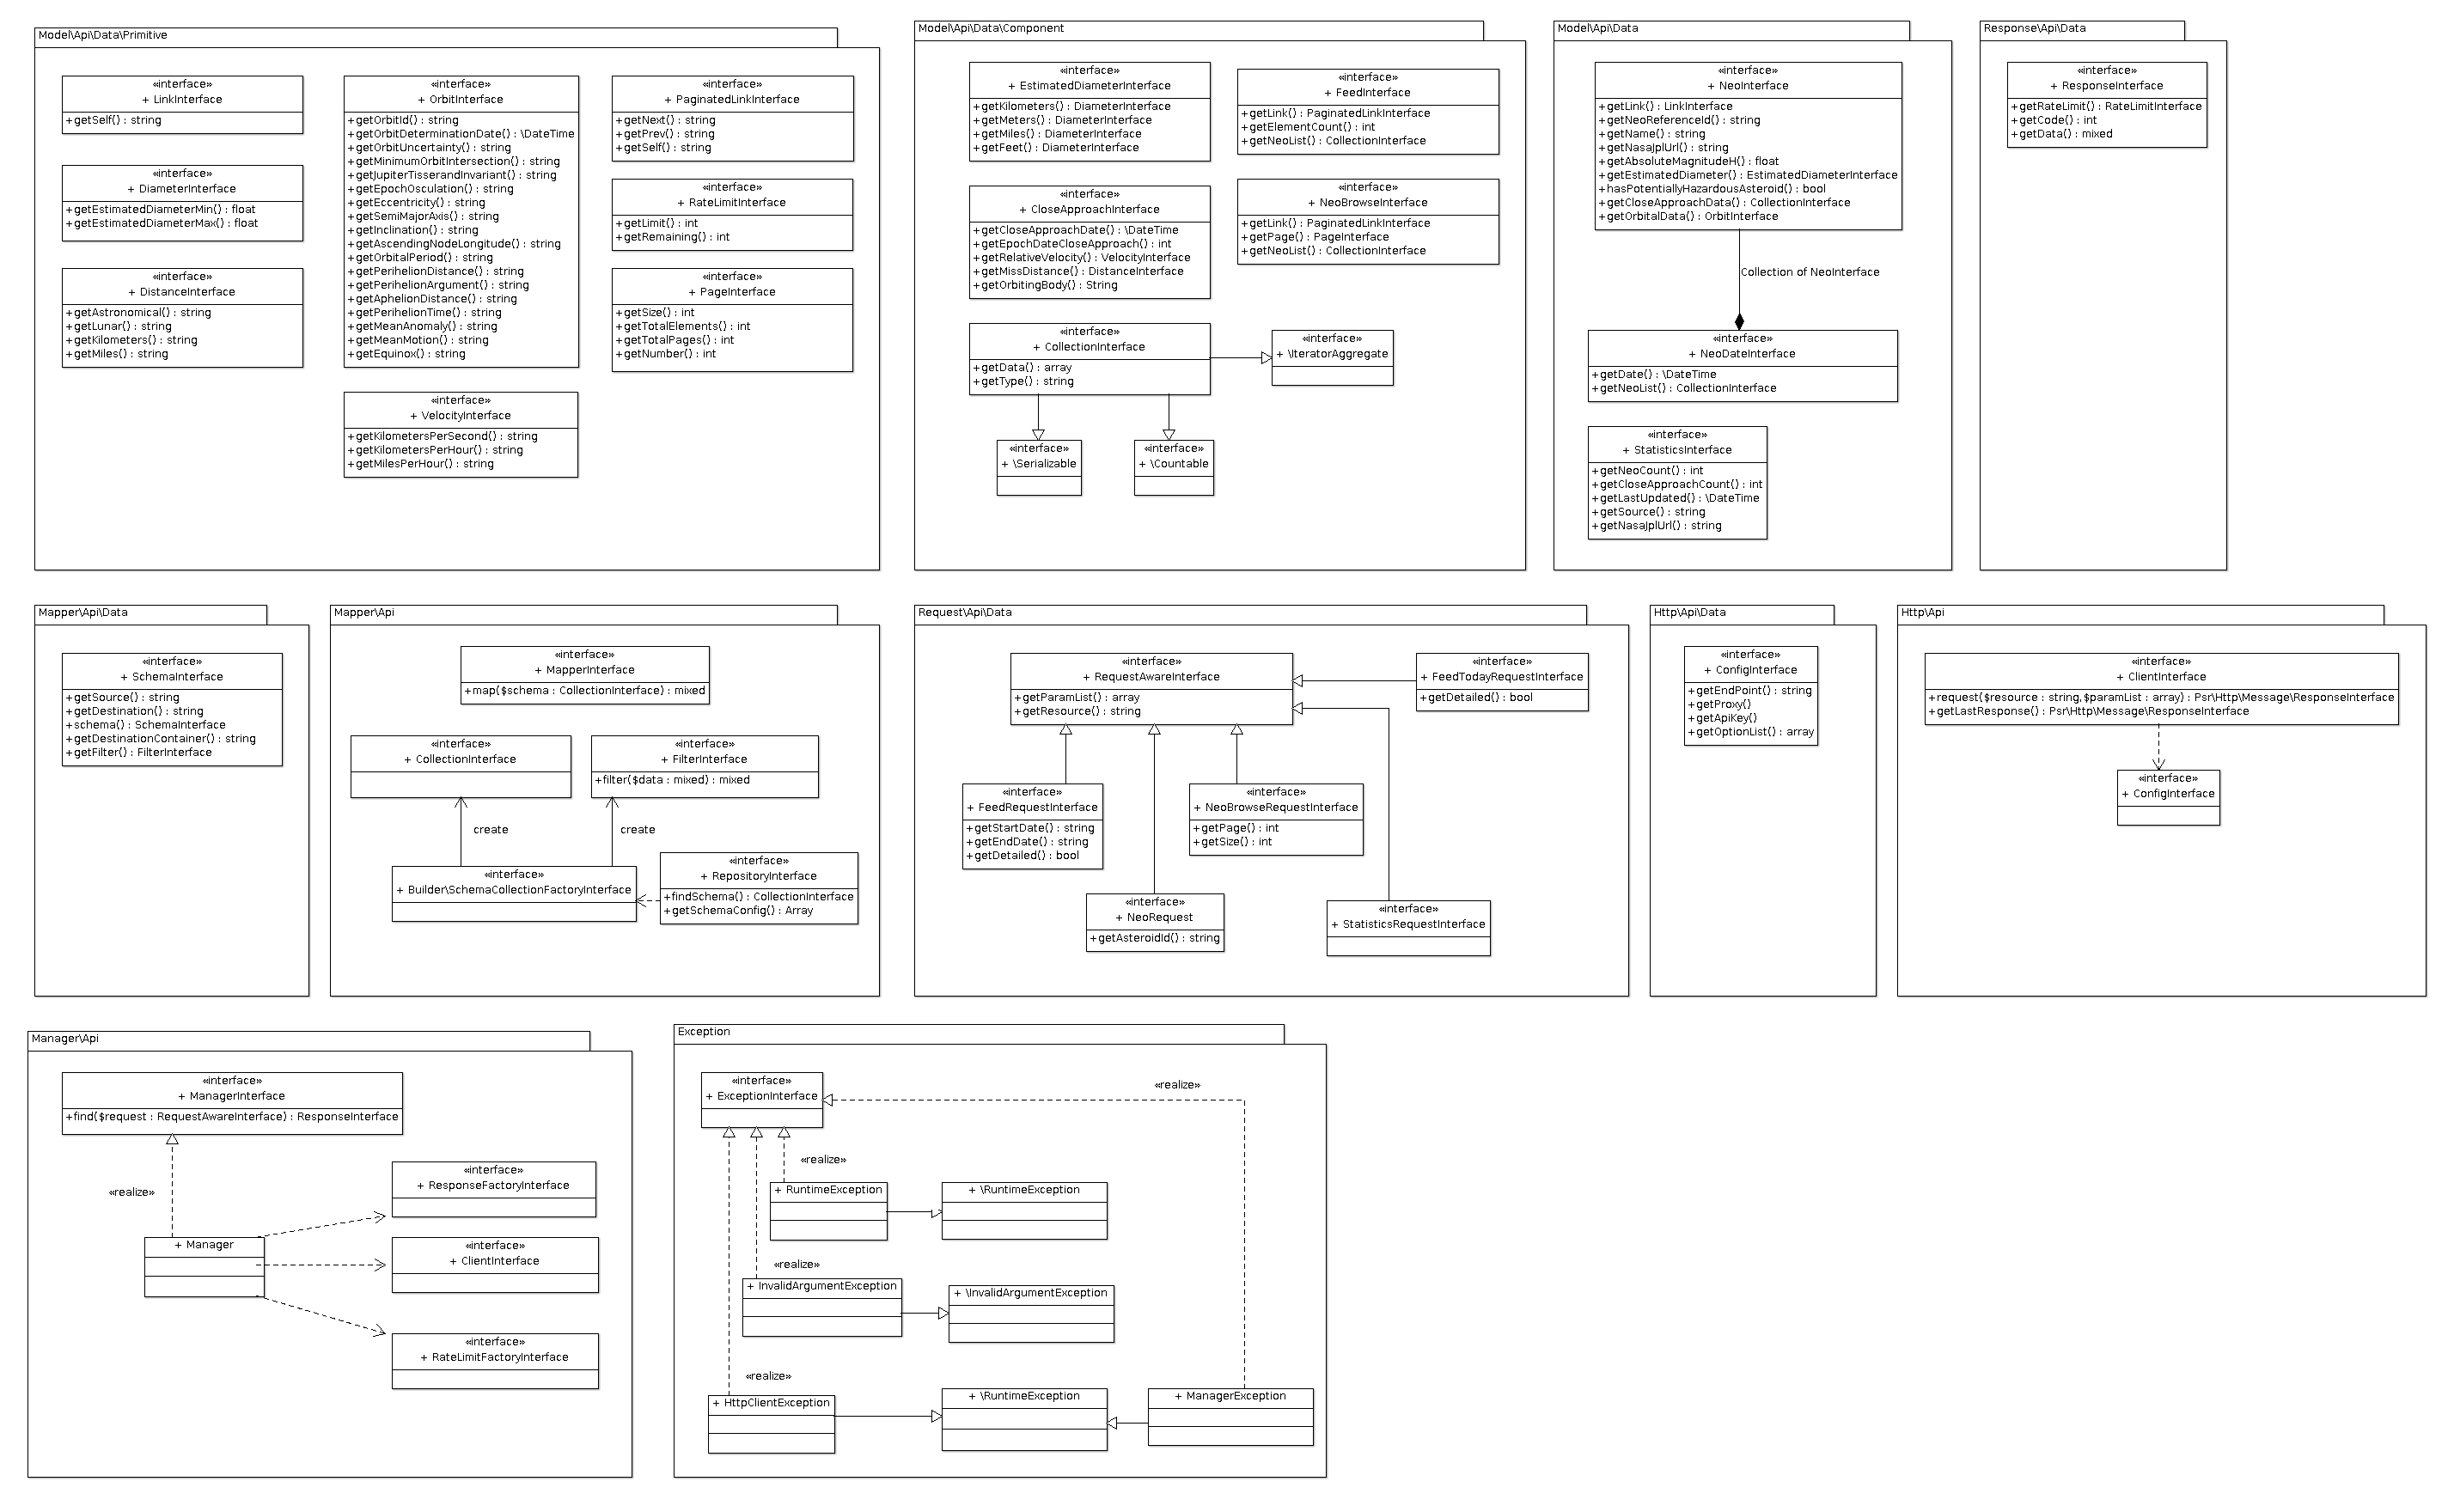 Model\Api\Data\Primitive
«interface»
+ LinkInterface
+getSelf() : string
«interface»
+ DiameterInterface
+getEstimatedDiameterMin() : float
+getEstimatedDiameterMax() : float
«interface»
+ DistanceInterface
+getAstronomical() : string
+getLunar() : string
+getKilometers() : string
+getMiles() : string
«interface»
+ OrbitInterface
+getOrbitId() : string
+getOrbitDeterminationDate() : \DateTime
+getOrbitUncertainty() : string
+getMinimumOrbitIntersection() : string
+getJupiterTisserandInvariant() : string
+getEpochOsculation() : string
+getEccentricity() : string
+getSemiMajorAxis() : string
+getInclination() : string
+getAscendingNodeLongitude() : string
+getOrbitalPeriod() : string
+getPerihelionDistance() : string
+getPerihelionArgument() : string
+getAphelionDistance() : string
+getPerihelionTime() : string
+getMeanAnomaly() : string
+getMeanMotion() : string
+getEquinox() : string
«interface»
+ VelocityInterface
+getKilometersPerSecond() : string
+getKilometersPerHour() : string
+getMilesPerHour() : string
«interface»
+ PaginatedLinkInterface
+getNext() : string
+getPrev() : string
+getSelf() : string
«interface»
+ RateLimitInterface
+getLimit() : int
+getRemaining() : int
«interface»
+ PageInterface
+getSize() : int
+getTotalElements() : int
+getTotalPages() : int
+getNumber() : int
Model\Api\Data\Component
«interface»
+ EstimatedDiameterInterface
+getKilometers() : DiameterInterface
+getMeters() : DiameterInterface
+getMiles() : DiameterInterface
+getFeet() : DiameterInterface
«interface»
+ CloseApproachInterface
+getCloseApproachDate() : \DateTime
+getEpochDateCloseApproach() : int
+getRelativeVelocity() : VelocityInterface
+getMissDistance() : DistanceInterface
+getOrbitingBody() : String
«interface»
+ CollectionInterface
+getData() : array
+getType() : string
«interface»
+ \Serializable
«interface»
+ \Countable
«interface»
+ FeedInterface
+getLink() : PaginatedLinkInterface
+getElementCount() : int
+getNeoList() : CollectionInterface
«interface»
+ NeoBrowseInterface
+getLink() : PaginatedLinkInterface
+getPage() : PageInterface
+getNeoList() : CollectionInterface
«interface»
+ \IteratorAggregate
Model\Api\Data
«interface»
+ NeoInterface
+getLink() : LinkInterface
+getNeoReferenceId() : string
+getName() : string
+getNasaJplUrl() : string
+getAbsoluteMagnitudeH() : float
+getEstimatedDiameter() : EstimatedDiameterInterface
+hasPotentiallyHazardousAsteroid() : bool
+getCloseApproachData() : CollectionInterface
+getOrbitalData() : OrbitInterface
Collection of NeoInterface
«interface»
+ NeoDateInterface
+getDate() : \DateTime
+getNeoList() : CollectionInterface
«interface»
+ StatisticsInterface
+getNeoCount() : int
+getCloseApproachCount() : int
+getLastUpdated() : \DateTime
+getSource() : string
+getNasaJplUrl() : string
Response\Api\Data
«interface»
+ ResponseInterface
+getRateLimit() : RateLimitInterface
+getCode() : int
+getData() : mixed
Mapper\Api\Data
«interface»
+ SchemaInterface
+getSource() : string
+getDestination() : string
+schema() : SchemaInterface
+getDestinationContainer() : string
+getFilter() : FilterInterface
Mapper\Api
«interface»
+ MapperInterface
+map($schema : CollectionInterface) : mixed
«interface»
+ CollectionInterface
«interface»
+ FilterInterface
+filter($data : mixed) : mixed
create
create
«interface»
+ Builder\SchemaCollectionFactoryInterface
«interface»
+ RepositoryInterface
+findSchema() : CollectionInterface
+getSchemaConfig() : Array
Request\Api\Data
«interface»
+ RequestAwareInterface
+getParamList() : array
+getResource() : string
«interface»
+ FeedTodayRequestInterface
+getDetailed() : bool
«interface»
+ FeedRequestInterface
+getStartDate() : string
+getEndDate() : string
+getDetailed() : bool
«interface»
+ NeoBrowseRequestInterface
+getPage() : int
+getSize() : int
«interface»
+ NeoRequest
+getAsteroidId() : string
«interface»
+ StatisticsRequestInterface
Http\Api\Data
«interface»
+ ConfigInterface
+getEndPoint() : string
+getProxy()
+getApiKey()
+getOptionList() : array
Http\Api
«interface»
+ ClientInterface
+request($resource : string,$paramList : array) : Psr\Http\Message\ResponseInterface
+getLastResponse() : Psr\Http\Message\ResponseInterface
«interface»
+ ConfigInterface
Manager\Api
«interface»
+ ManagerInterface
+find($request : RequestAwareInterface) : ResponseInterface
«realize»
+ Manager
«interface»
+ ResponseFactoryInterface
«interface»
+ ClientInterface
«interface»
+ RateLimitFactoryInterface
Exception
«interface»
+ ExceptionInterface
«realize»
«realize»
+ RuntimeException
+ \RuntimeException
«realize»
+ InvalidArgumentException
+ \InvalidArgumentException
«realize»
+ HttpClientException
+ \RuntimeException
+ ManagerException